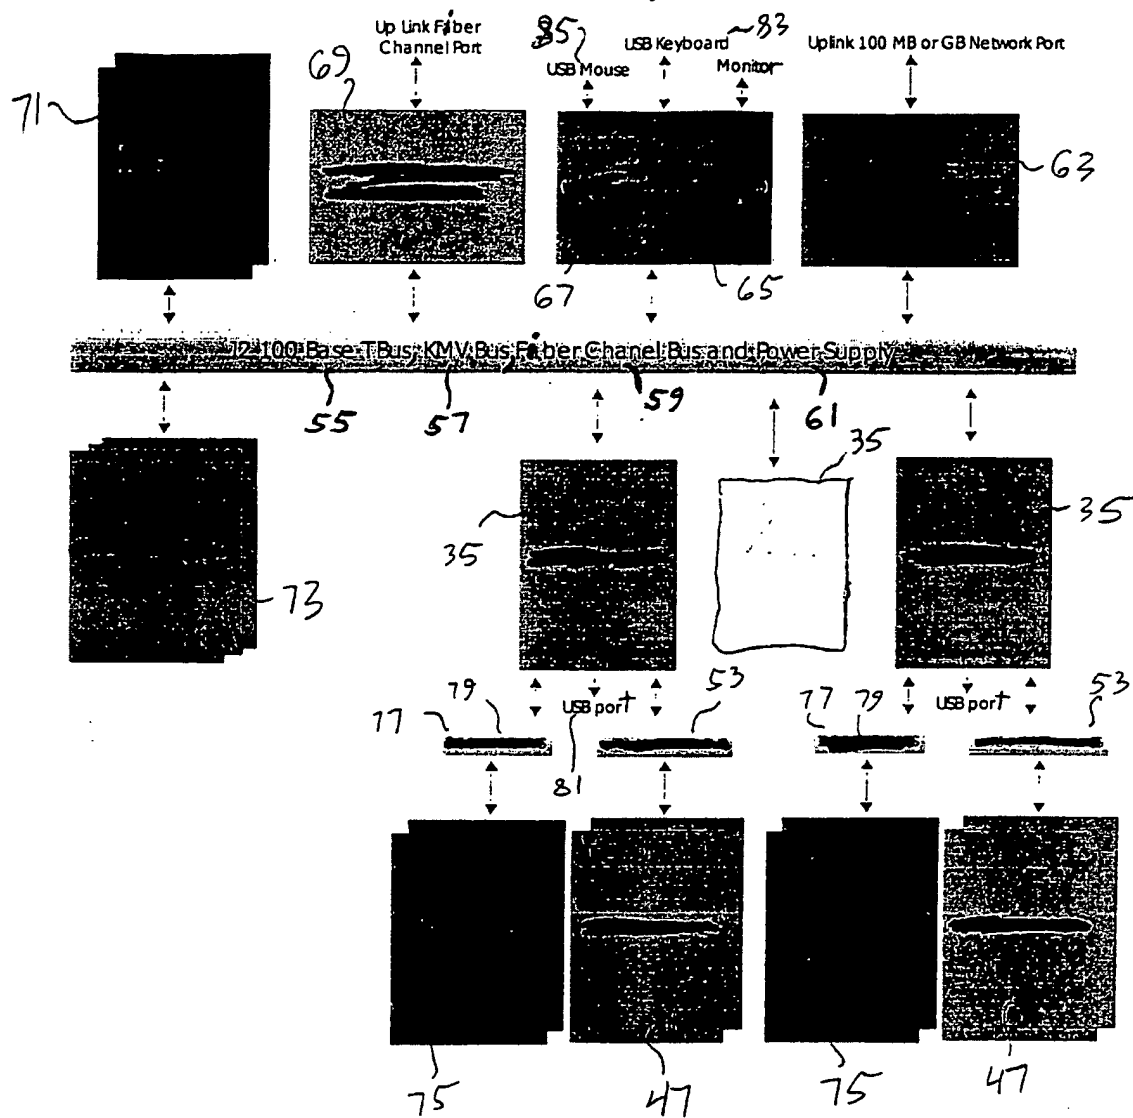 Up Link Fiber
Channel Port
85
USB Keyboard
83
Uplink 100 MB or GB Network Port
USB Mouse
Monitor
69
71
63
67
65
J2-100-Base-TBus, KMV Bus, Fiber Chanel Bus and Power Supply
55
57
59
61
35
35
35
73
79
53
79
53
77
USB port
77
USB port
81
75
47
75
47